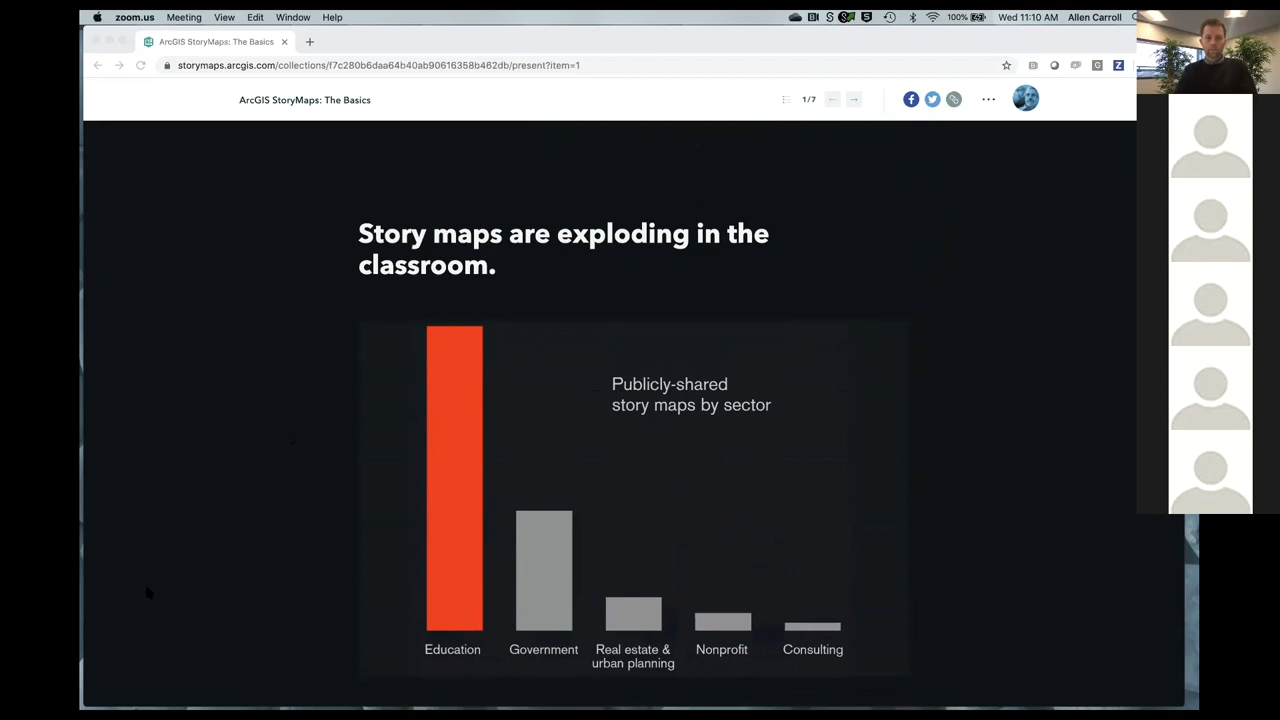 zoom.us Meeting View Edit Window Help 100% Wed 11:10 AM Allen Carroll
ArcGIS StoryMaps: The Basics
storymaps.arcgis.com/collections/f7c280b6daa64b40ab90616358b462db/present?item=1
ArcGIS StoryMaps: The Basics 1/7
Story maps are exploding in the
classroom.
Publicly-shared
story maps by sector
Education Government Real estate & Nonprofit Consulting
urban planning